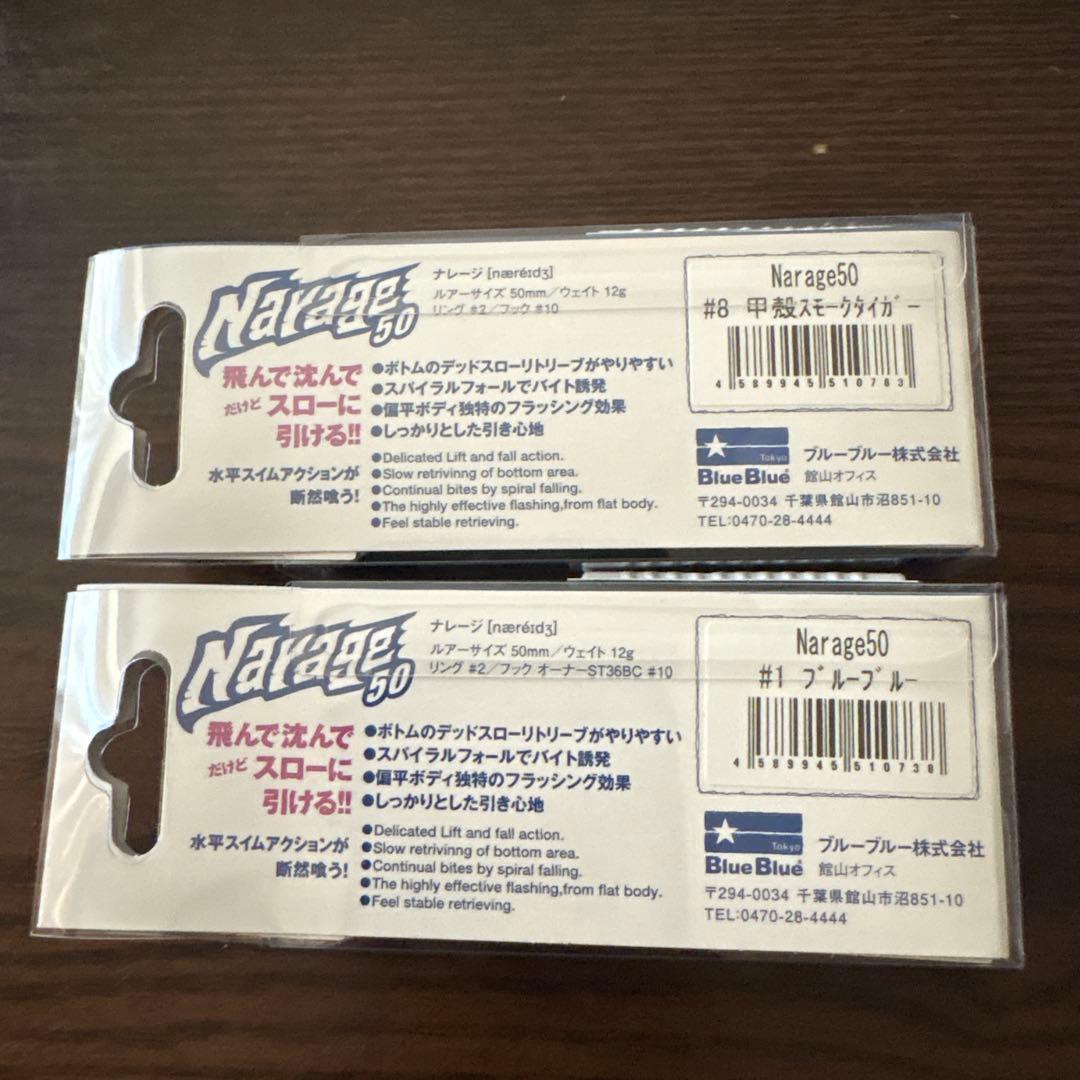 Narage 50
ナレージ [næréɪdʒ]
ルアーサイズ 50mm／ウェイト 12g
リング #2／フック #10
飛んで沈んで
だけど スローに
引ける!!
水平スイムアクションが
断然喰う!
●ボトムのデッドスローリトリーブがやりやすい
●スパイラルフォールでバイト誘発
●偏平ボディ独特のフラッシング効果
●しっかりとした引き心地
●Delicated Lift and fall action.
●Slow retrivinng of bottom area.
●Continual bites by spiral falling.
●The highly effective flashing,from flat body.
●Feel stable retrieving.
Narage50
#8 甲殻スモークタイガー
4 589945 510783
Tokyo
BlueBlue®
ブルーブルー株式会社
館山オフィス
〒294-0034 千葉県館山市沼851-10
TEL:0470-28-4444
Narage 50
ナレージ [næréɪdʒ]
ルアーサイズ 50mm／ウェイト 12g
リング #2／フック オーナーST36BC #10
飛んで沈んで
だけど スローに
引ける!!
水平スイムアクションが
断然喰う!
●ボトムのデッドスローリトリーブがやりやすい
●スパイラルフォールでバイト誘発
●偏平ボディ独特のフラッシング効果
●しっかりとした引き心地
●Delicated Lift and fall action.
●Slow retrivinng of bottom area.
●Continual bites by spiral falling.
●The highly effective flashing,from flat body.
●Feel stable retrieving.
Narage50
#1 ブルーブルー
4 589945 510736
Tokyo
BlueBlue®
ブルーブルー株式会社
館山オフィス
〒294-0034 千葉県館山市沼851-10
TEL:0470-28-4444